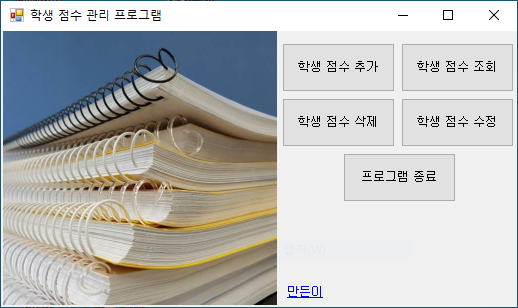 학생 점수 관리 프로그램
학생 점수 추가 학생 점수 조회
학생 점수 삭제 학생 점수 수정
프로그램 종료
만든이